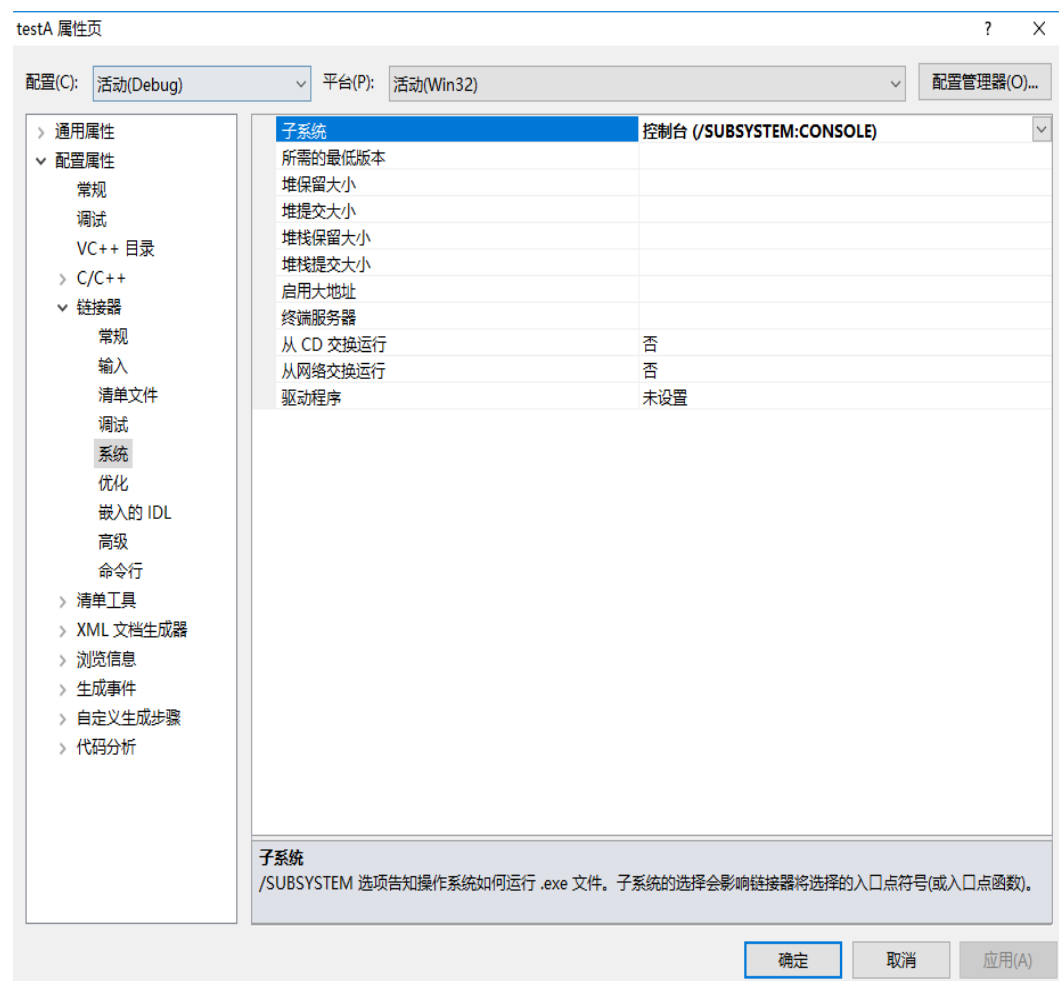 testA 属性页
?
配置(C):
活动(Debug)
平台(P):
活动(Win32)
配置管理器(O)...
通用属性
配置属性
常规
调试
VC++ 目录
C/C++
链接器
常规
输入
清单文件
调试
系统
优化
嵌入的 IDL
高级
命令行
清单工具
XML 文档生成器
浏览信息
生成事件
自定义生成步骤
代码分析
子系统 控制台 (/SUBSYSTEM:CONSOLE)
所需的最低版本
堆保留大小
堆提交大小
堆栈保留大小
堆栈提交大小
启用大地址
终端服务器
从 CD 交换运行 否
从网络交换运行 否
驱动程序 未设置
子系统
/SUBSYSTEM 选项告知操作系统如何运行 .exe 文件。子系统的选择会影响链接器将选择的入口点符号(或入口点函数)。
确定
取消
应用(A)